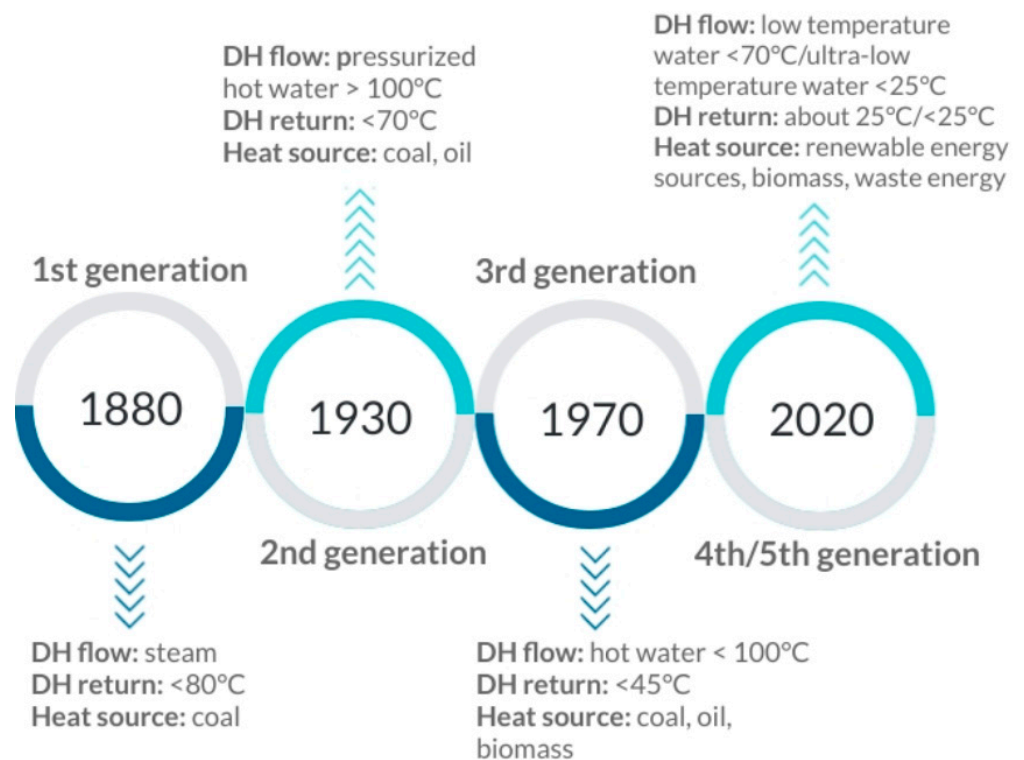 1st generation
1880
DH flow: steam
DH return: <80°C
Heat source: coal
DH flow: pressurized
hot water > 100°C
DH return: <70°C
Heat source: coal, oil
1930
2nd generation
3rd generation
1970
DH flow: hot water < 100°C
DH return: <45°C
Heat source: coal, oil,
biomass
DH flow: low temperature
water <70°C/ultra-low
temperature water <25°C
DH return: about 25°C/<25°C
Heat source: renewable energy
sources, biomass, waste energy
2020
4th/5th generation